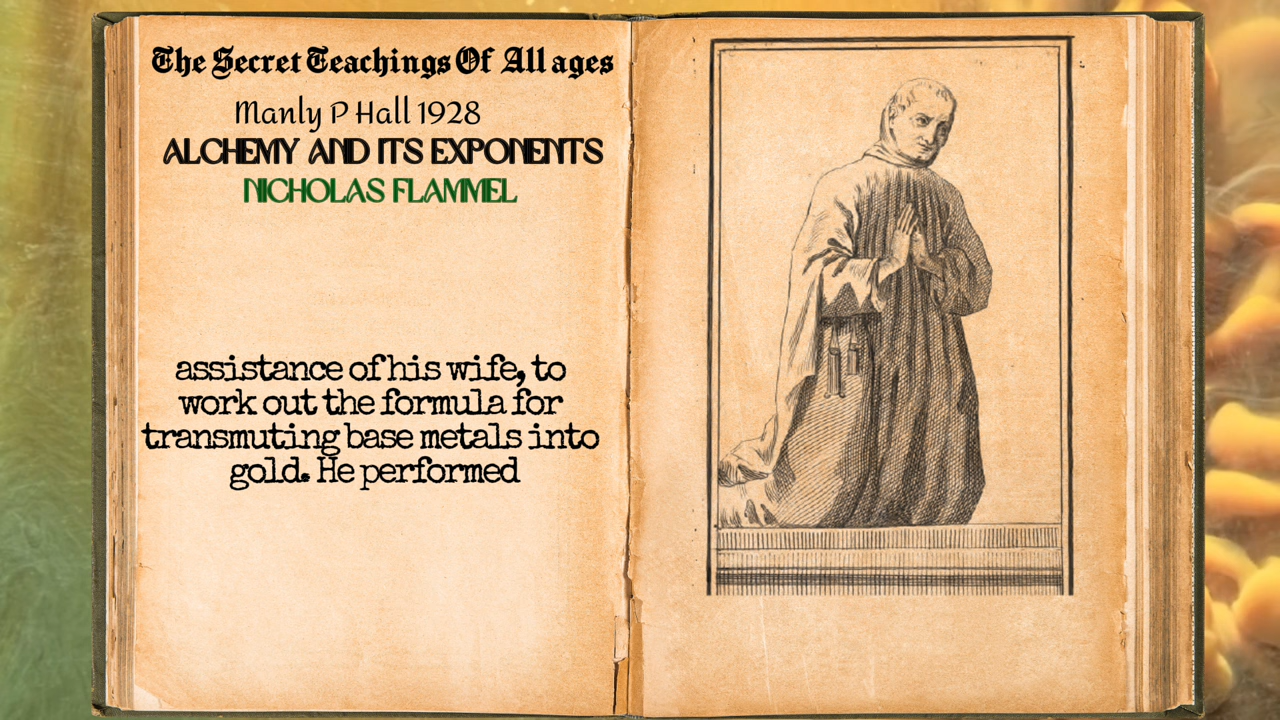 The Secret Teachings Of All ages
Manly P Hall 1928
ALCHEMY AND ITS EXPONENTS
NICHOLAS FLAMMEL
assistance of his wife, to
work out the formula for
transmuting base metals into
gold. He performed